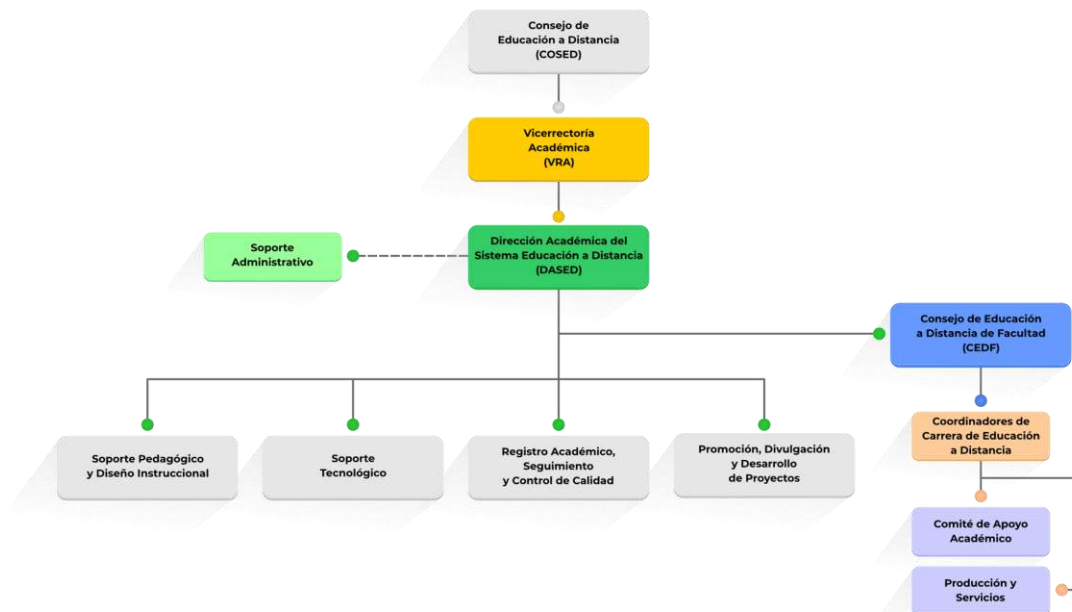 Consejo de
Educación a Distancia
(COSED)
Vicerrectoría
Académica
(VRA)
Soporte
Administrativo
Dirección Académica del
Sistema Educación a Distancia
(DASED)
Consejo de Educación
a Distancia de Facultad
(CEDF)
Soporte Pedagógico
y Diseño Instruccional
Soporte
Tecnológico
Registro Académico,
Seguimiento
y Control de Calidad
Promoción, Divulgación
y Desarrollo
de Proyectos
Coordinadores de
Carrera de Educación
a Distancia
Comité de Apoyo
Académico
Producción y
Servicios